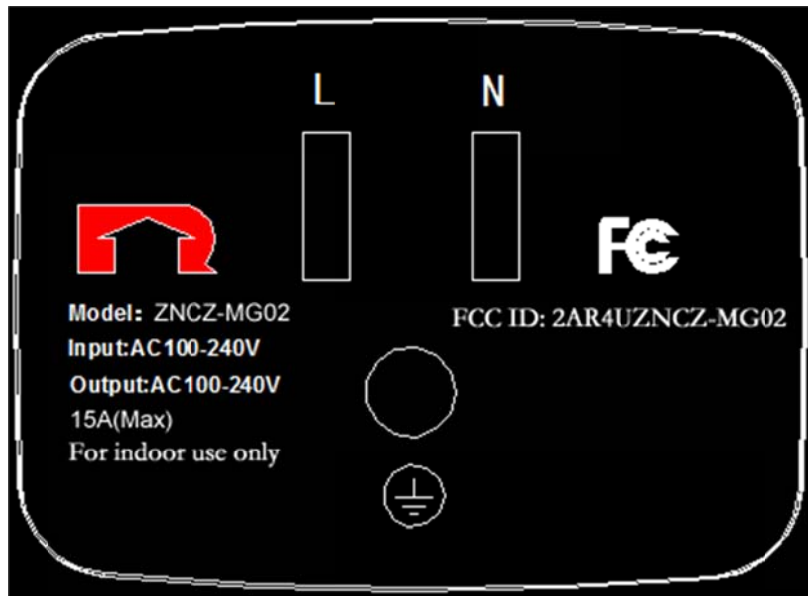 L N
FC
Model: ZNCZ-MG02
FCC ID: 2AR4UZNCZ-MG02
Input:AC100-240V
Output:AC100-240V
15A(Max)
For indoor use only